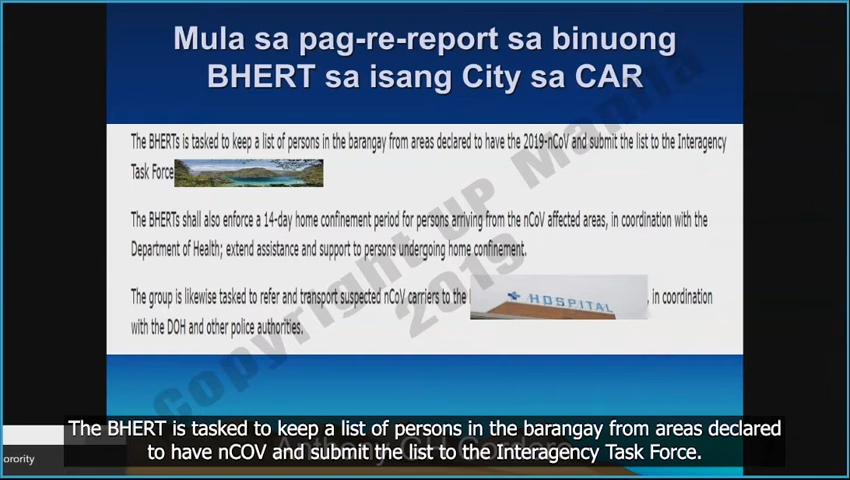 Mula sa pag-re-report sa binuong
BHERT sa isang City sa CAR
The BHERTs is tasked to keep a list of persons in the barangay from areas declared to have the 2019-nCoV and submit the list to the Interagency
Task Force
The BHERTs shall also enforce a 14-day home confinement period for persons arriving from the nCoV affected areas, in coordination with the
Department of Health; extend assistance and support to persons undergoing home confinement.
The group is likewise tasked to refer and transport suspected nCoV carriers to the
HOSPITAL
, in coordination
with the DOH and other police authorities.
Copyright UP Manila
2019
The BHERT is tasked to keep a list of persons in the barangay from areas declared
to have nCOV and submit the list to the Interagency Task Force.
orority